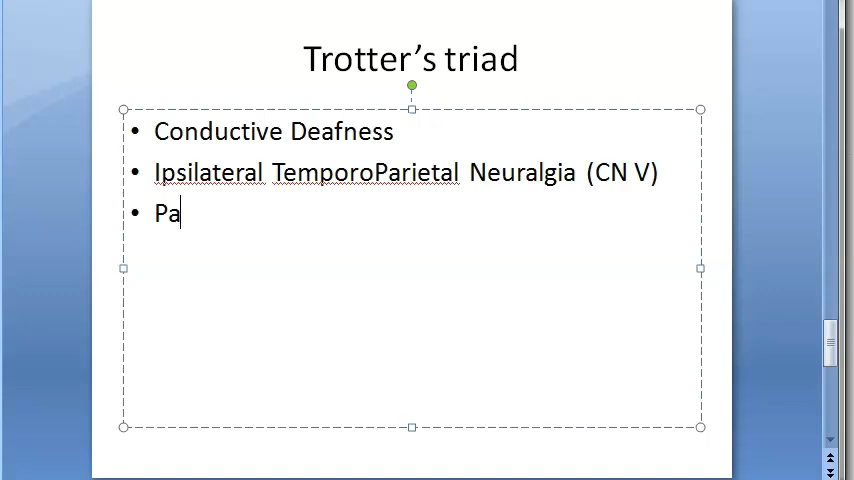 Trotter’s triad
• Conductive Deafness
• Ipsilateral TemporoParietal Neuralgia (CN V)
• Pa